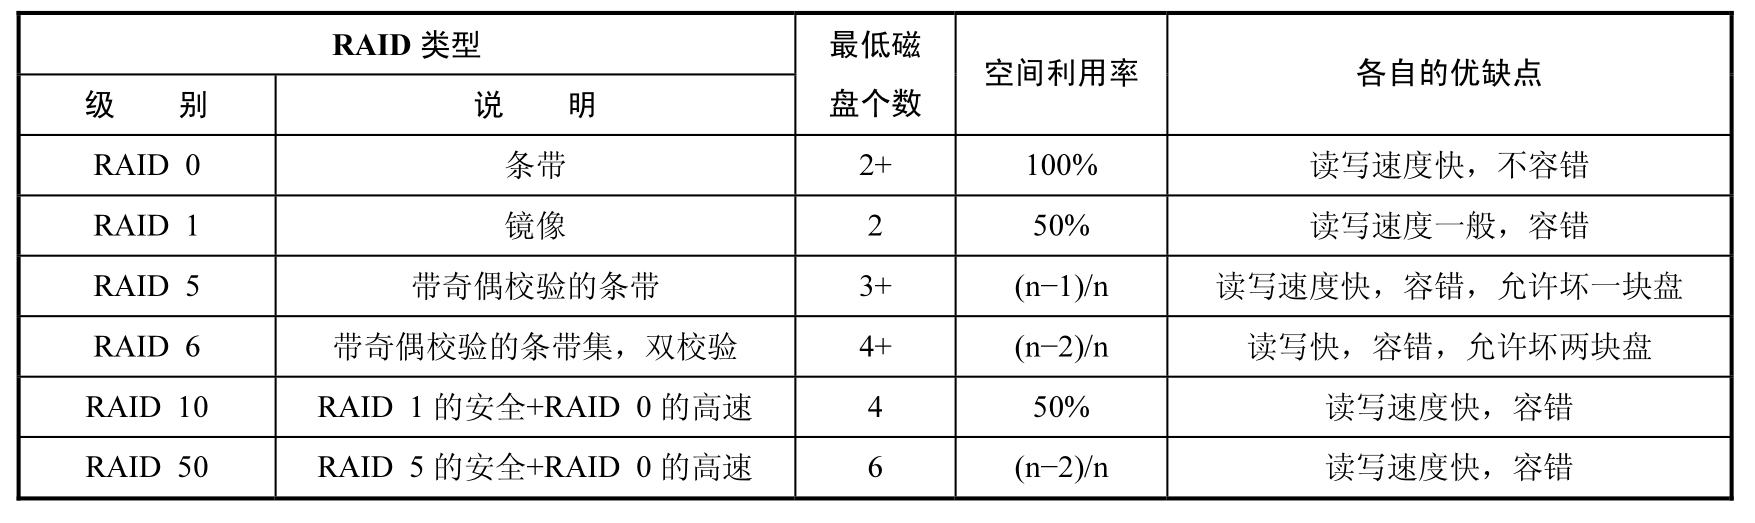 RAID 类型 最低磁盘个数 空间利用率 各自的优缺点
级 别 说 明
RAID 0 条带 2+ 100% 读写速度快，不容错
RAID 1 镜像 2 50% 读写速度一般，容错
RAID 5 带奇偶校验的条带 3+ (n−1)/n 读写速度快，容错，允许坏一块盘
RAID 6 带奇偶校验的条带集，双校验 4+ (n−2)/n 读写快，容错，允许坏两块盘
RAID 10 RAID 1 的安全+RAID 0 的高速 4 50% 读写速度快，容错
RAID 50 RAID 5 的安全+RAID 0 的高速 6 (n−2)/n 读写速度快，容错